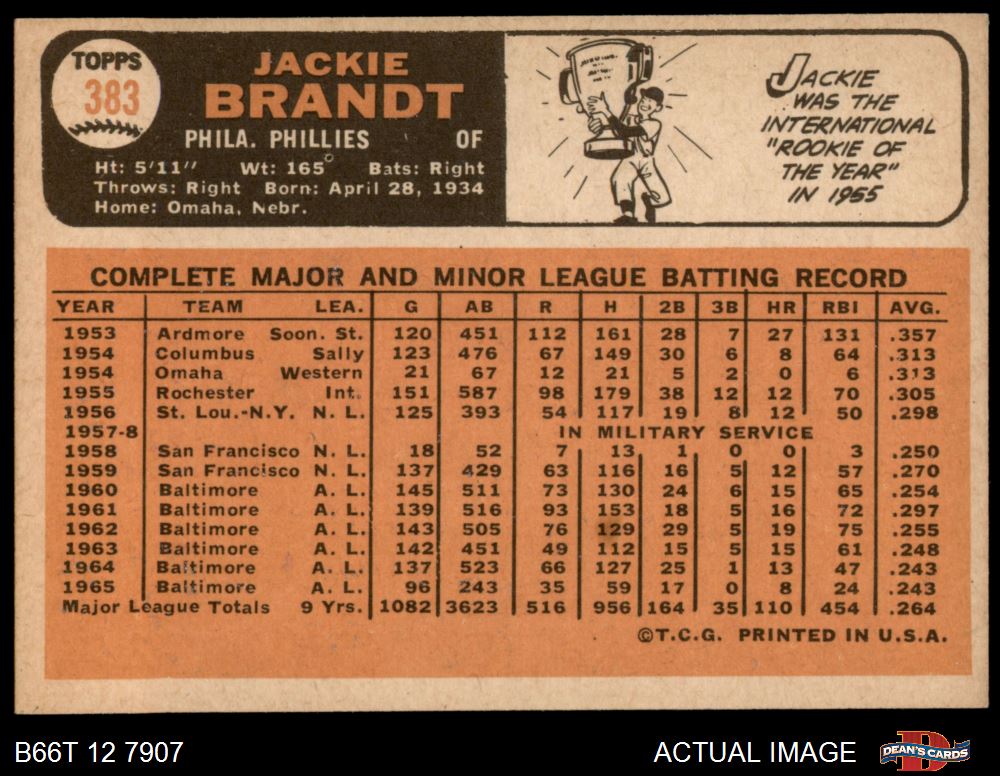 TOPPS
383
JACKIE
BRANDT
PHILA. PHILLIES OF
Ht: 5'11" Wt: 165 Bats: Right
Throws: Right Born: April 28, 1934
Home: Omaha, Nebr.
JACKIE
WAS THE
INTERNATIONAL
"ROOKIE OF
THE YEAR"
IN 1955
COMPLETE MAJOR AND MINOR LEAGUE BATTING RECORD
YEAR TEAM LEA. G AB R H 2B 3B HR RBI AVG.
1953 Ardmore Soon. St. 120 451 112 161 28 7 27 131 .357
1954 Columbus Sally 123 476 67 149 30 6 8 64 .313
1954 Omaha Western 21 67 12 21 5 2 0 6 .313
1955 Rochester Int. 151 587 98 179 38 12 12 70 .305
1956 St. Lou.-N.Y. N. L. 125 393 54 117 19 8 12 50 .298
1957-8 IN MILITARY SERVICE
1958 San Francisco N. L. 18 52 7 13 1 0 0 3 .250
1959 San Francisco N. L. 137 429 63 116 16 5 12 57 .270
1960 Baltimore A. L. 145 511 73 130 24 6 15 65 .254
1961 Baltimore A. L. 139 516 93 153 18 5 16 72 .297
1962 Baltimore A. L. 143 505 76 129 29 5 19 75 .255
1963 Baltimore A. L. 142 451 49 112 15 5 15 61 .248
1964 Baltimore A. L. 137 523 66 127 25 1 13 47 .243
1965 Baltimore A. L. 96 243 35 59 17 0 8 24 .243
Major League Totals 9 Yrs. 1082 3623 516 956 164 35 110 454 .264
©T.C.G. PRINTED IN U.S.A.
B66T 12 7907
ACTUAL IMAGE
DEAN'S CARDS